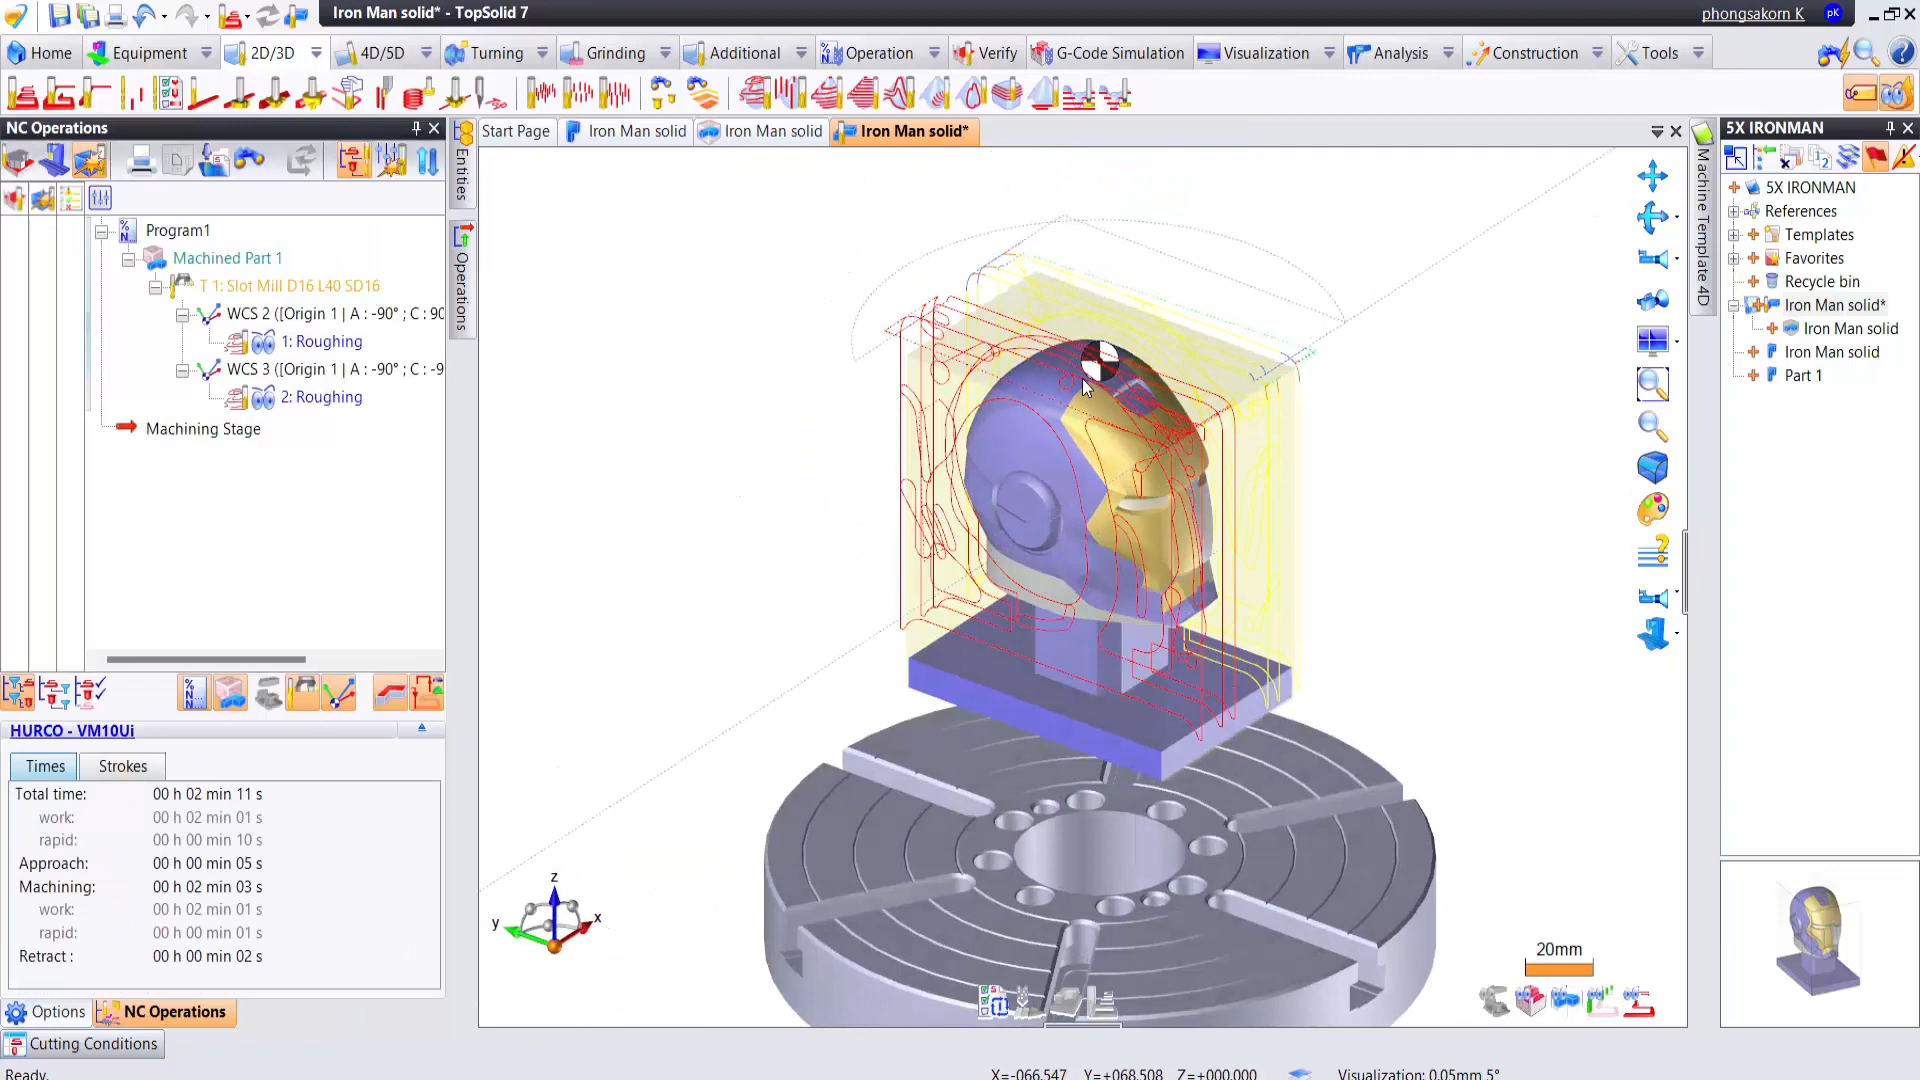 Iron Man solid* - TopSolid 7
phongsakorn K
pK
Home
Equipment
2D/3D
4D/5D
Turning
Grinding
Additional
Operation
Verify
G-Code Simulation
Visualization
Analysis
Construction
Tools
NC Operations
Start Page
Iron Man solid
Iron Man solid
Iron Man solid*
5X IRONMAN
Entities
Operations
Machine Template 4D
Program1
Machined Part 1
T 1: Slot Mill D16 L40 SD16
WCS 2 ([Origin 1 | A : -90° ; C : 90
1: Roughing
WCS 3 ([Origin 1 | A : -90° ; C : -9
2: Roughing
Machining Stage
5X IRONMAN
References
Templates
Favorites
Recycle bin
Iron Man solid*
Iron Man solid
Iron Man solid
Part 1
HURCO - VM10Ui
Times
Strokes
Total time: 00 h 02 min 11 s
work: 00 h 02 min 01 s
rapid: 00 h 00 min 10 s
Approach: 00 h 00 min 05 s
Machining: 00 h 02 min 03 s
work: 00 h 02 min 01 s
rapid: 00 h 00 min 01 s
Retract : 00 h 00 min 02 s
z
y
x
20mm
Options
NC Operations
Cutting Conditions
Ready.
X=-066.547 Y=+068.508 Z=+000.000
Visualization: 0.05mm 5°